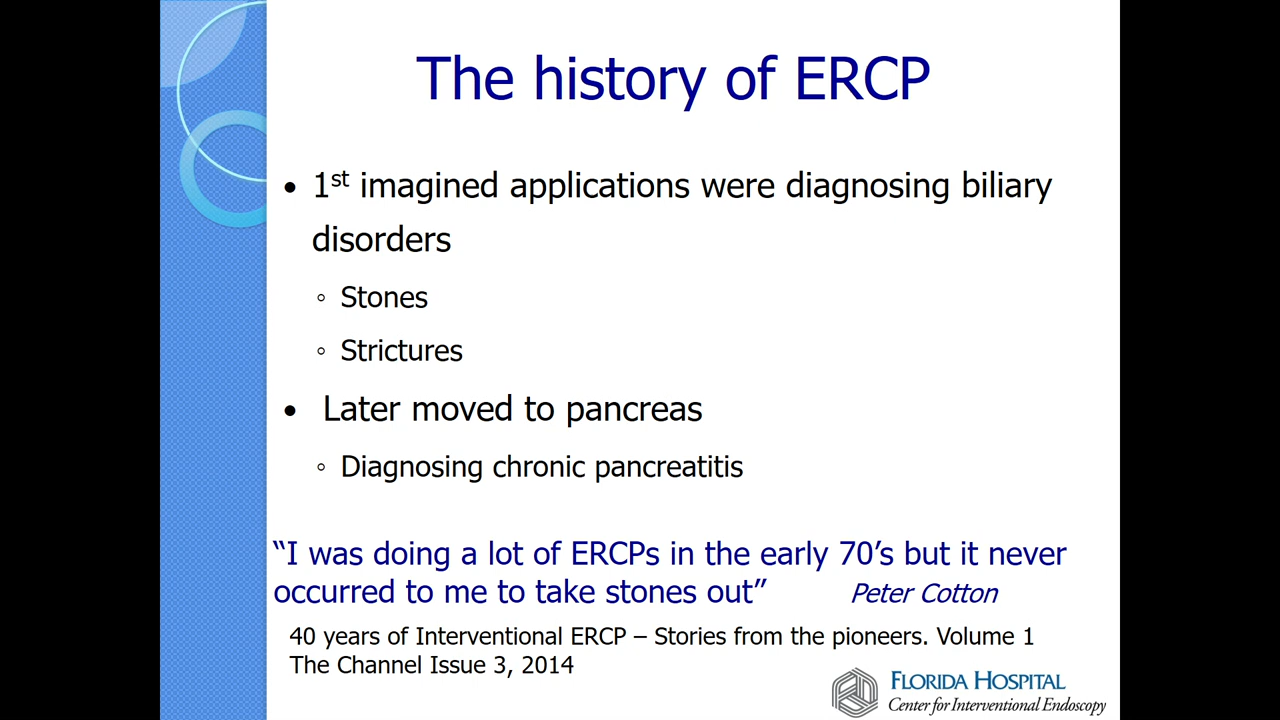 The history of ERCP
• 1st imagined applications were diagnosing biliary
disorders
◦ Stones
◦ Strictures
• Later moved to pancreas
◦ Diagnosing chronic pancreatitis
“I was doing a lot of ERCPs in the early 70’s but it never
occurred to me to take stones out” Peter Cotton
40 years of Interventional ERCP – Stories from the pioneers. Volume 1
The Channel Issue 3, 2014
FLORIDA HOSPITAL
Center for Interventional Endoscopy